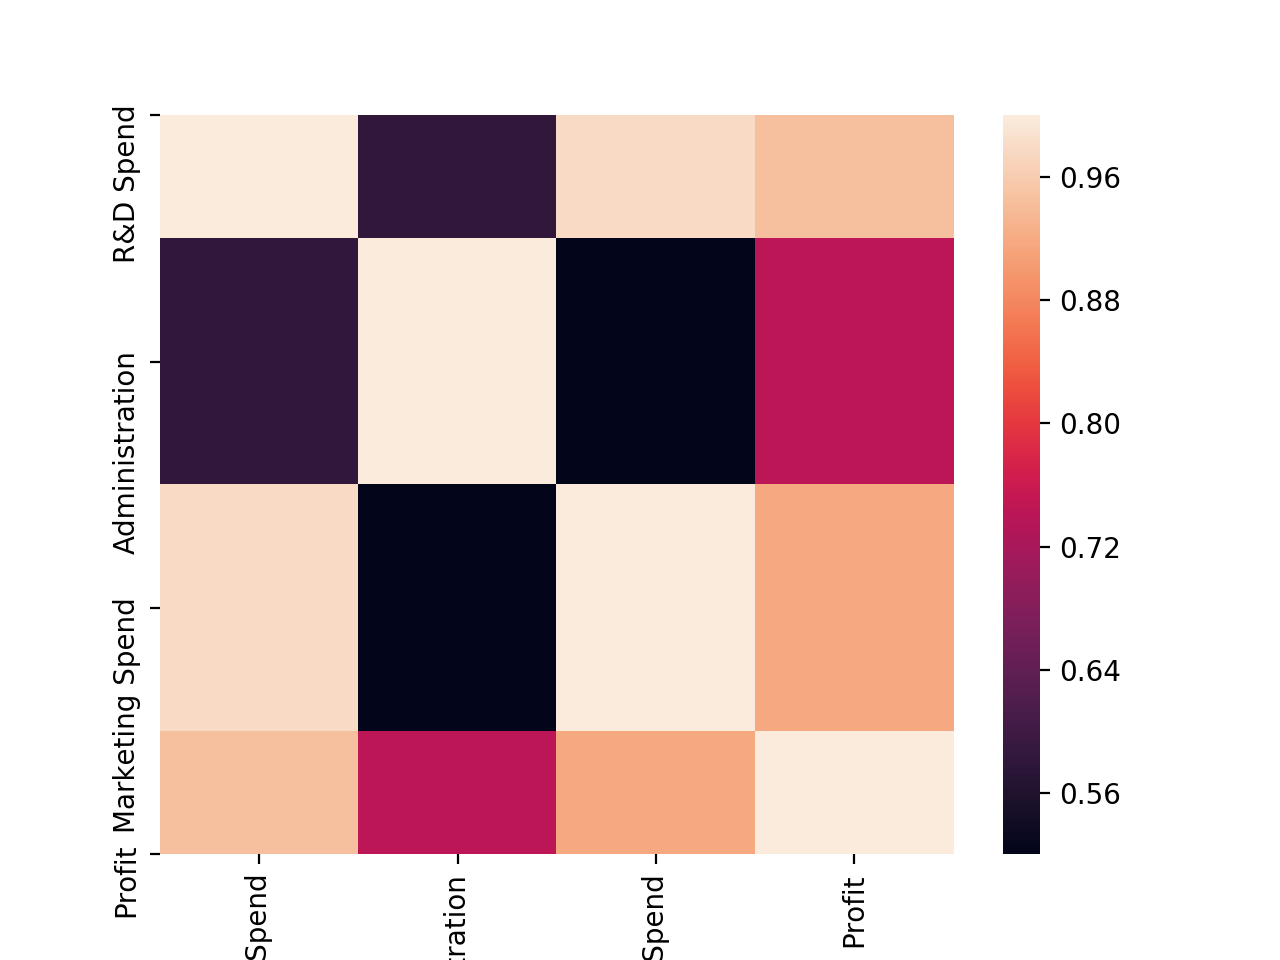 R&D Spend
Administration
Marketing Spend
Profit
Spend
Spend
Profit
0.96
0.88
0.80
0.72
0.64
0.56